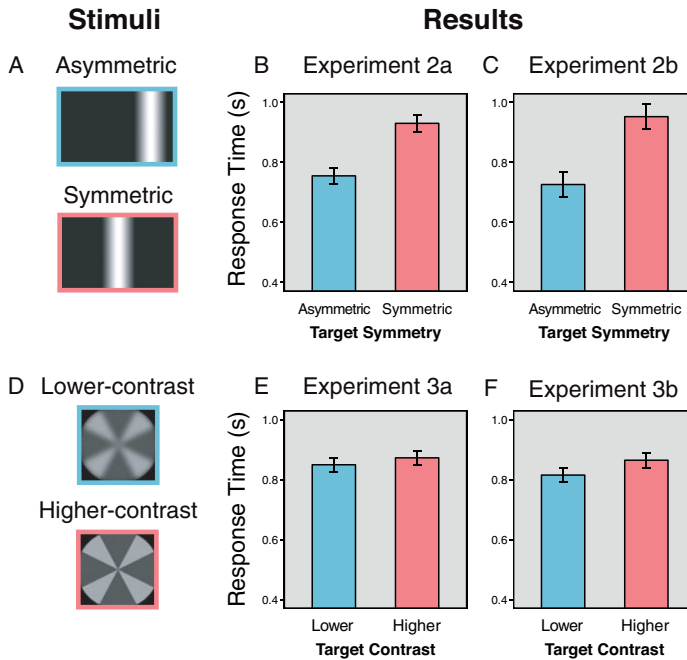 Stimuli Results
A Asymmetric B Experiment 2a C Experiment 2b
Symmetric
Response Time (s)
1.0
0.8
0.6
0.4
Asymmetric Symmetric
Target Symmetry
1.0
0.8
0.6
0.4
Asymmetric Symmetric
Target Symmetry
D Lower-contrast E Experiment 3a F Experiment 3b
Higher-contrast
Response Time (s)
1.0
0.8
0.6
0.4
Lower Higher
Target Contrast
1.0
0.8
0.6
0.4
Lower Higher
Target Contrast